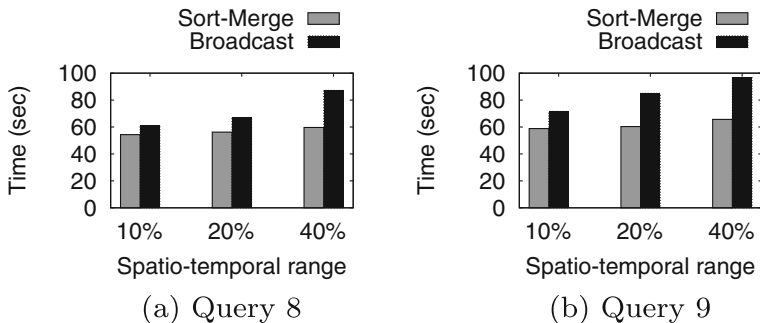 Sort-Merge
Broadcast
Time (sec)
100
80
60
40
20
0
10% 20% 40%
Spatio-temporal range
(a) Query 8
Sort-Merge
Broadcast
Time (sec)
100
80
60
40
20
0
10% 20% 40%
Spatio-temporal range
(b) Query 9